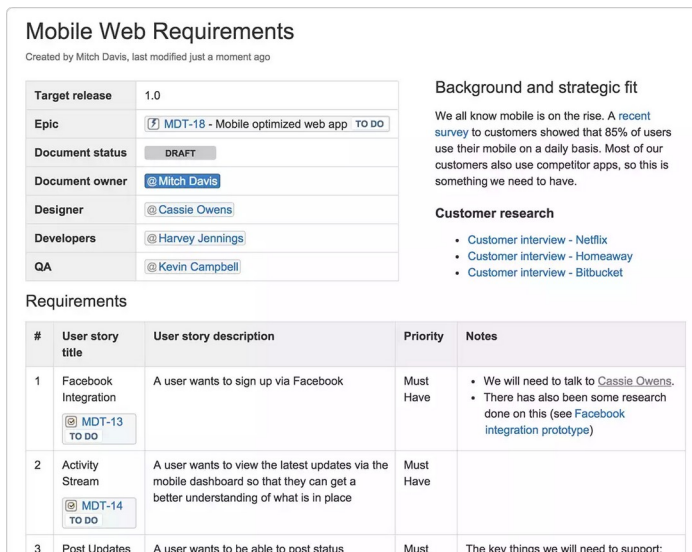 Mobile Web Requirements
Created by Mitch Davis, last modified just a moment ago
Target release 1.0
Epic MDT-18 - Mobile optimized web app TO DO
Document status DRAFT
Document owner @Mitch Davis
Designer @Cassie Owens
Developers @Harvey Jennings
QA @Kevin Campbell
Background and strategic fit
We all know mobile is on the rise. A recent
survey to customers showed that 85% of users
use their mobile on a daily basis. Most of our
customers also use competitor apps, so this is
something we need to have.
Customer research
• Customer interview - Netflix
• Customer interview - Homeaway
• Customer interview - Bitbucket
Requirements
# User story title User story description Priority Notes
1 Facebook Integration
MDT-13
TO DO
A user wants to sign up via Facebook
Must Have
• We will need to talk to Cassie Owens.
• There has also been some research
done on this (see Facebook
integration prototype)
2 Activity Stream
MDT-14
TO DO
A user wants to view the latest updates via the
mobile dashboard so that they can get a
better understanding of what is in place
Must Have
3 Post Updates A user wants to be able to post status Must The key things we will need to support: